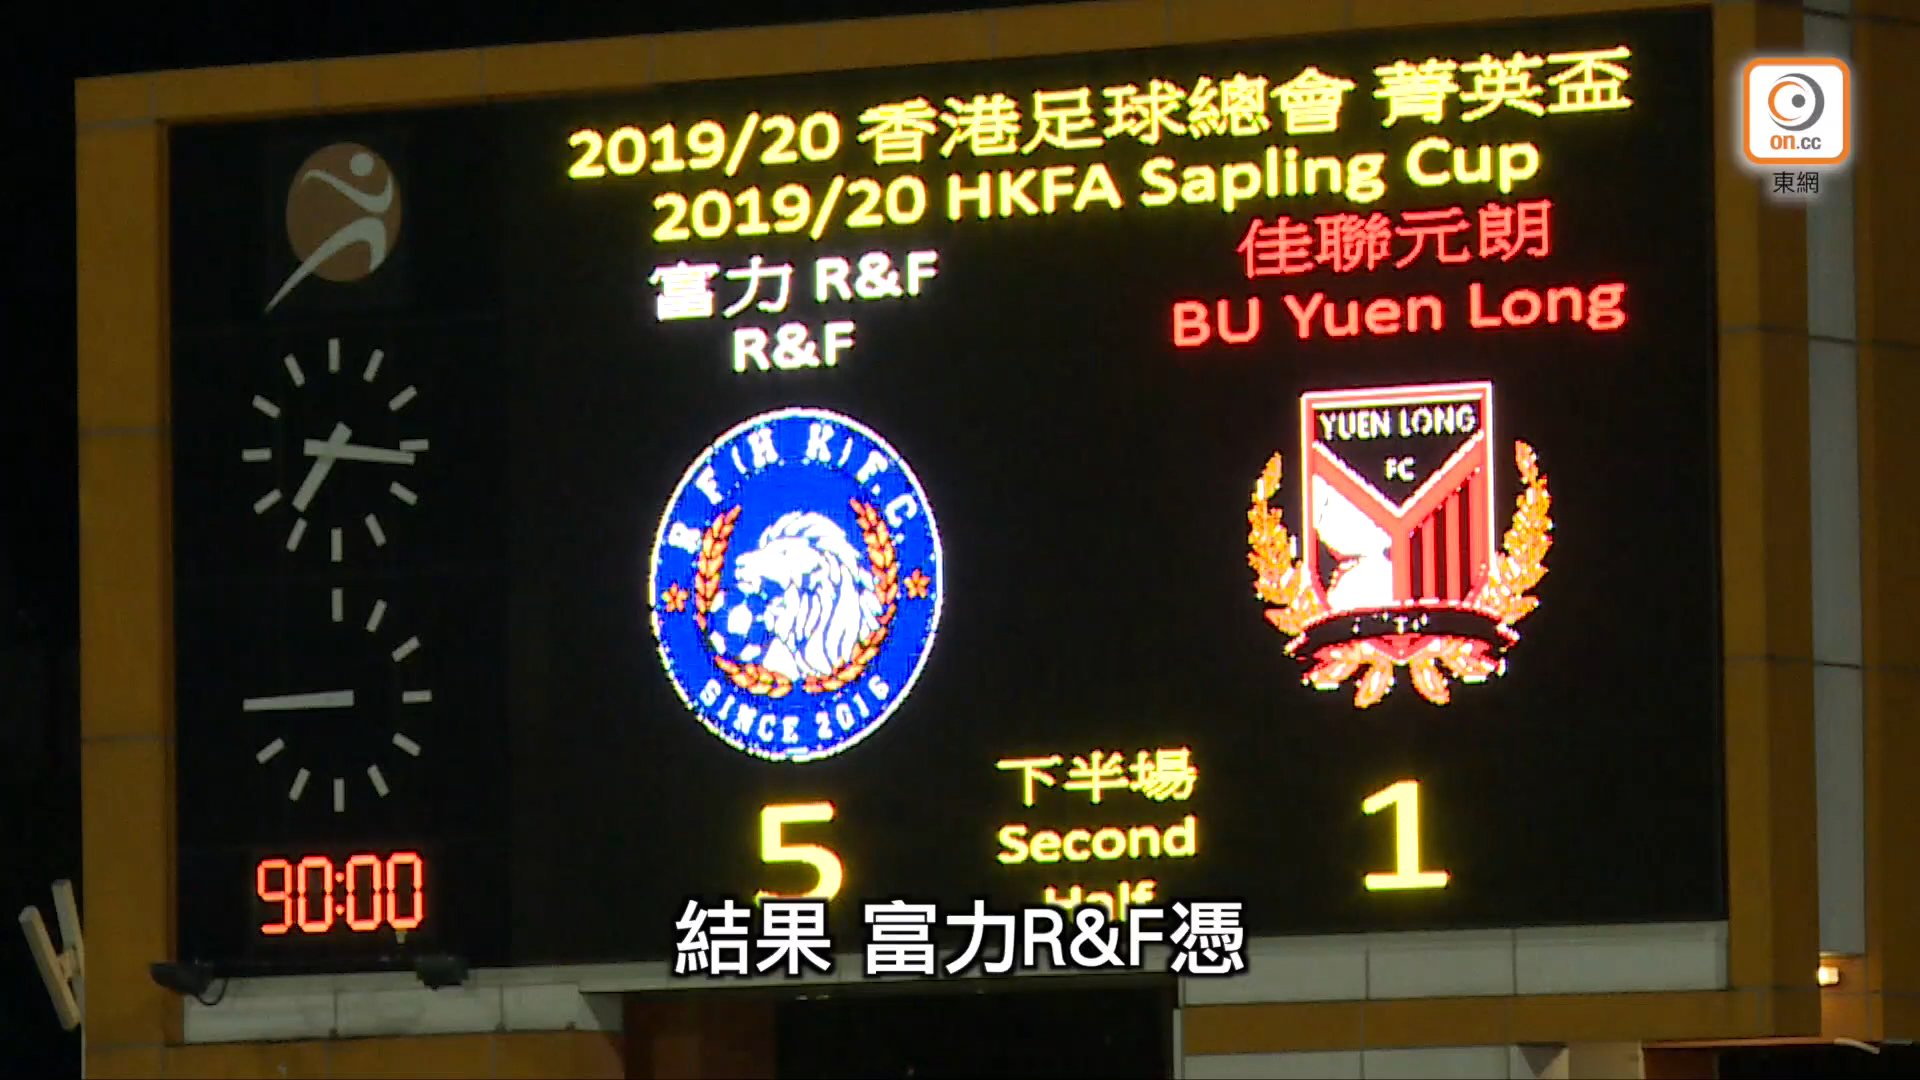 2019/20 香港足球總會 菁英盃
2019/20 HKFA Sapling Cup
富力 R&F
R&F
佳聯元朗
BU Yuen Long
R F (H K) F. C.
SINCE 2016
YUEN LONG
FC
下半場
Second
Half
5
1
90:00
結果 富力R&F憑
on.cc
東網